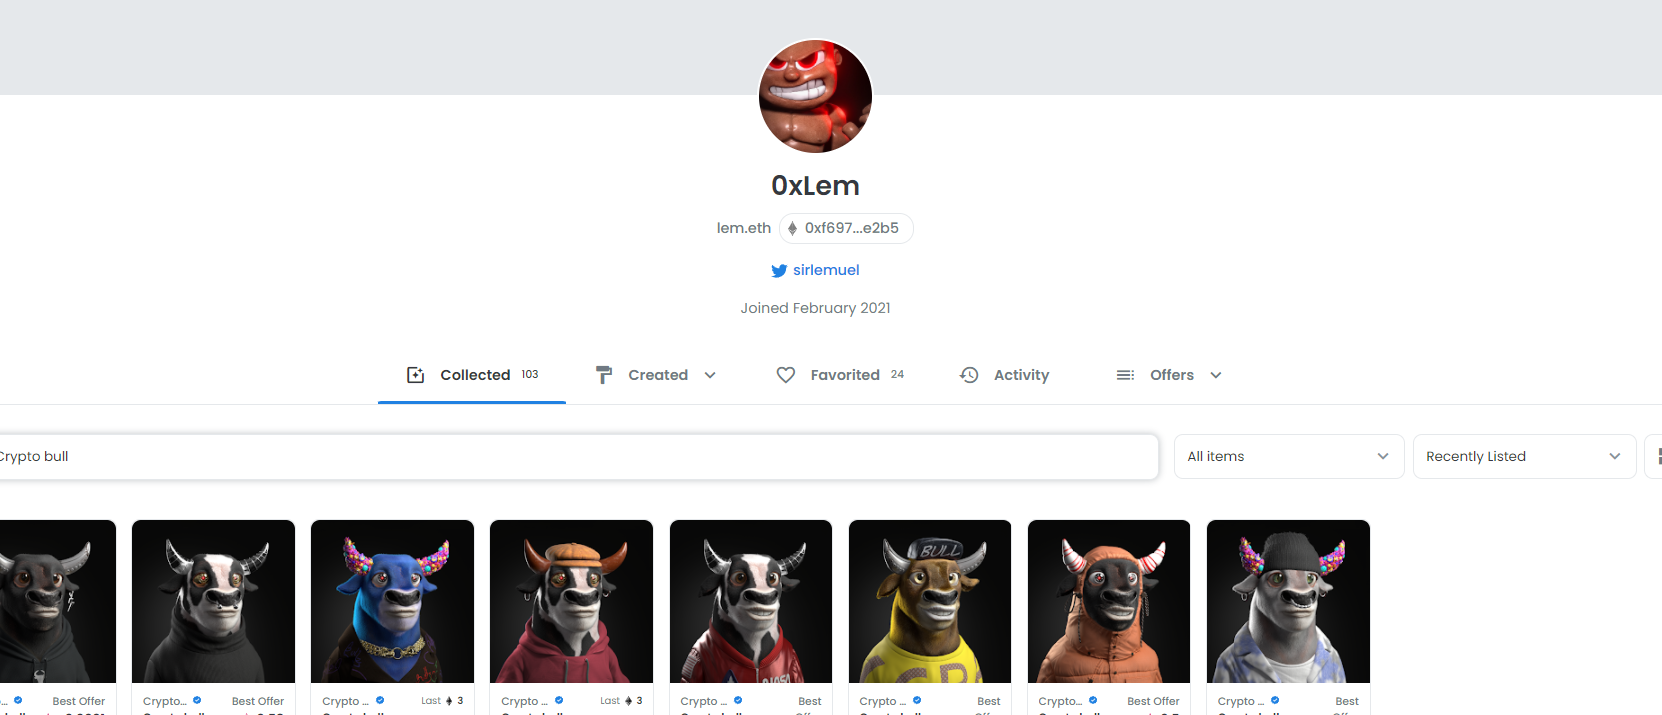 0xLem
lem.eth 0xf697...e2b5
sirlemuel
Joined February 2021
Collected 103 Created Favorited 24 Activity Offers
Crypto bull All items Recently Listed
BULL
... Best Offer Crypto ... Best Offer Crypto ... Last 3 Crypto ... Last 3 Crypto ... Best Crypto ... Best Crypto... Best Offer Crypto ... Best